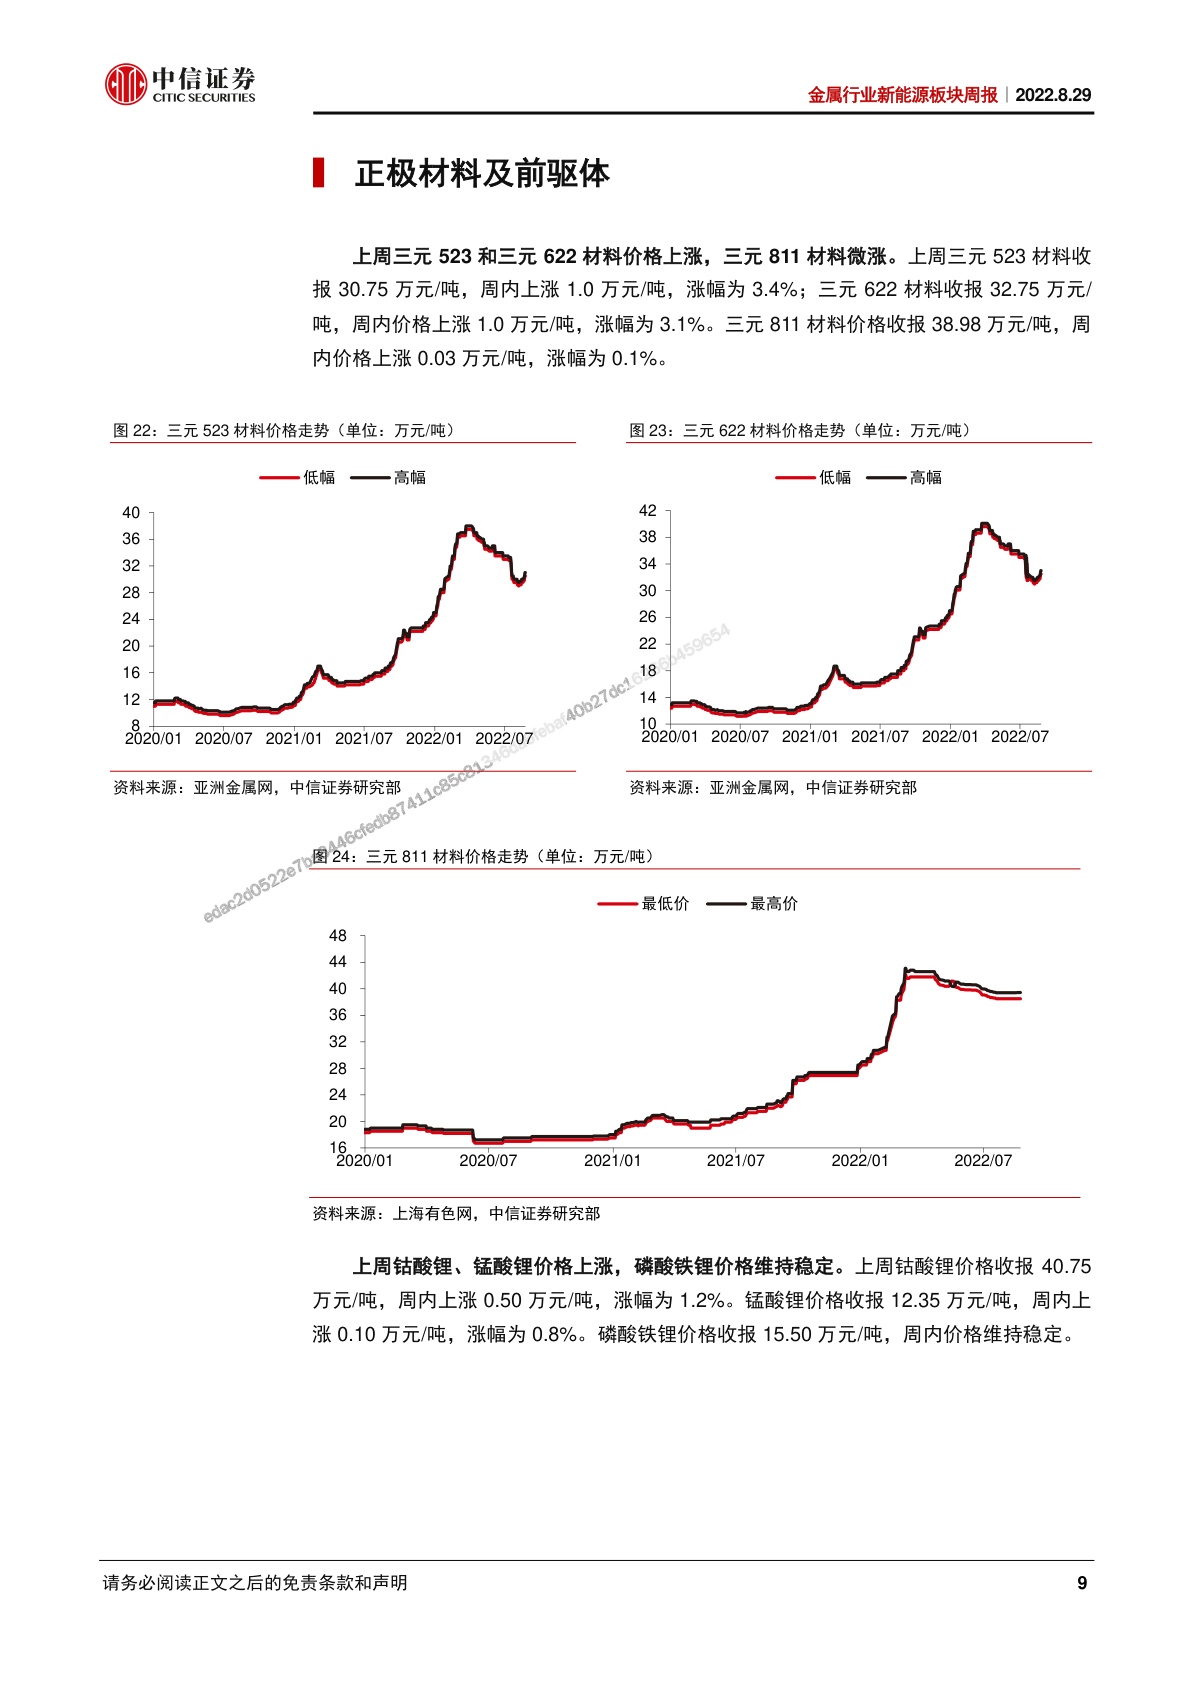 中信证券
CITIC SECURITIES
金属行业新能源板块周报｜2022.8.29
正极材料及前驱体
上周三元 523 和三元 622 材料价格上涨，三元 811 材料微涨。上周三元 523 材料收
报 30.75 万元/吨，周内上涨 1.0 万元/吨，涨幅为 3.4%；三元 622 材料收报 32.75 万元/
吨，周内价格上涨 1.0 万元/吨，涨幅为 3.1%。三元 811 材料价格收报 38.98 万元/吨，周
内价格上涨 0.03 万元/吨，涨幅为 0.1%。
图 22：三元 523 材料价格走势（单位：万元/吨）
低幅 高幅
40
36
32
28
24
20
16
12
8
2020/01 2020/07 2021/01 2021/07 2022/01 2022/07
资料来源：亚洲金属网，中信证券研究部
图 23：三元 622 材料价格走势（单位：万元/吨）
低幅 高幅
42
38
34
30
26
22
18
14
10
2020/01 2020/07 2021/01 2021/07 2022/01 2022/07
资料来源：亚洲金属网，中信证券研究部
图 24：三元 811 材料价格走势（单位：万元/吨）
最低价 最高价
48
44
40
36
32
28
24
20
16
2020/01 2020/07 2021/01 2021/07 2022/01 2022/07
资料来源：上海有色网，中信证券研究部
上周钴酸锂、锰酸锂价格上涨，磷酸铁锂价格维持稳定。上周钴酸锂价格收报 40.75
万元/吨，周内上涨 0.50 万元/吨，涨幅为 1.2%。锰酸锂价格收报 12.35 万元/吨，周内上
涨 0.10 万元/吨，涨幅为 0.8%。磷酸铁锂价格收报 15.50 万元/吨，周内价格维持稳定。
请务必阅读正文之后的免责条款和声明
9